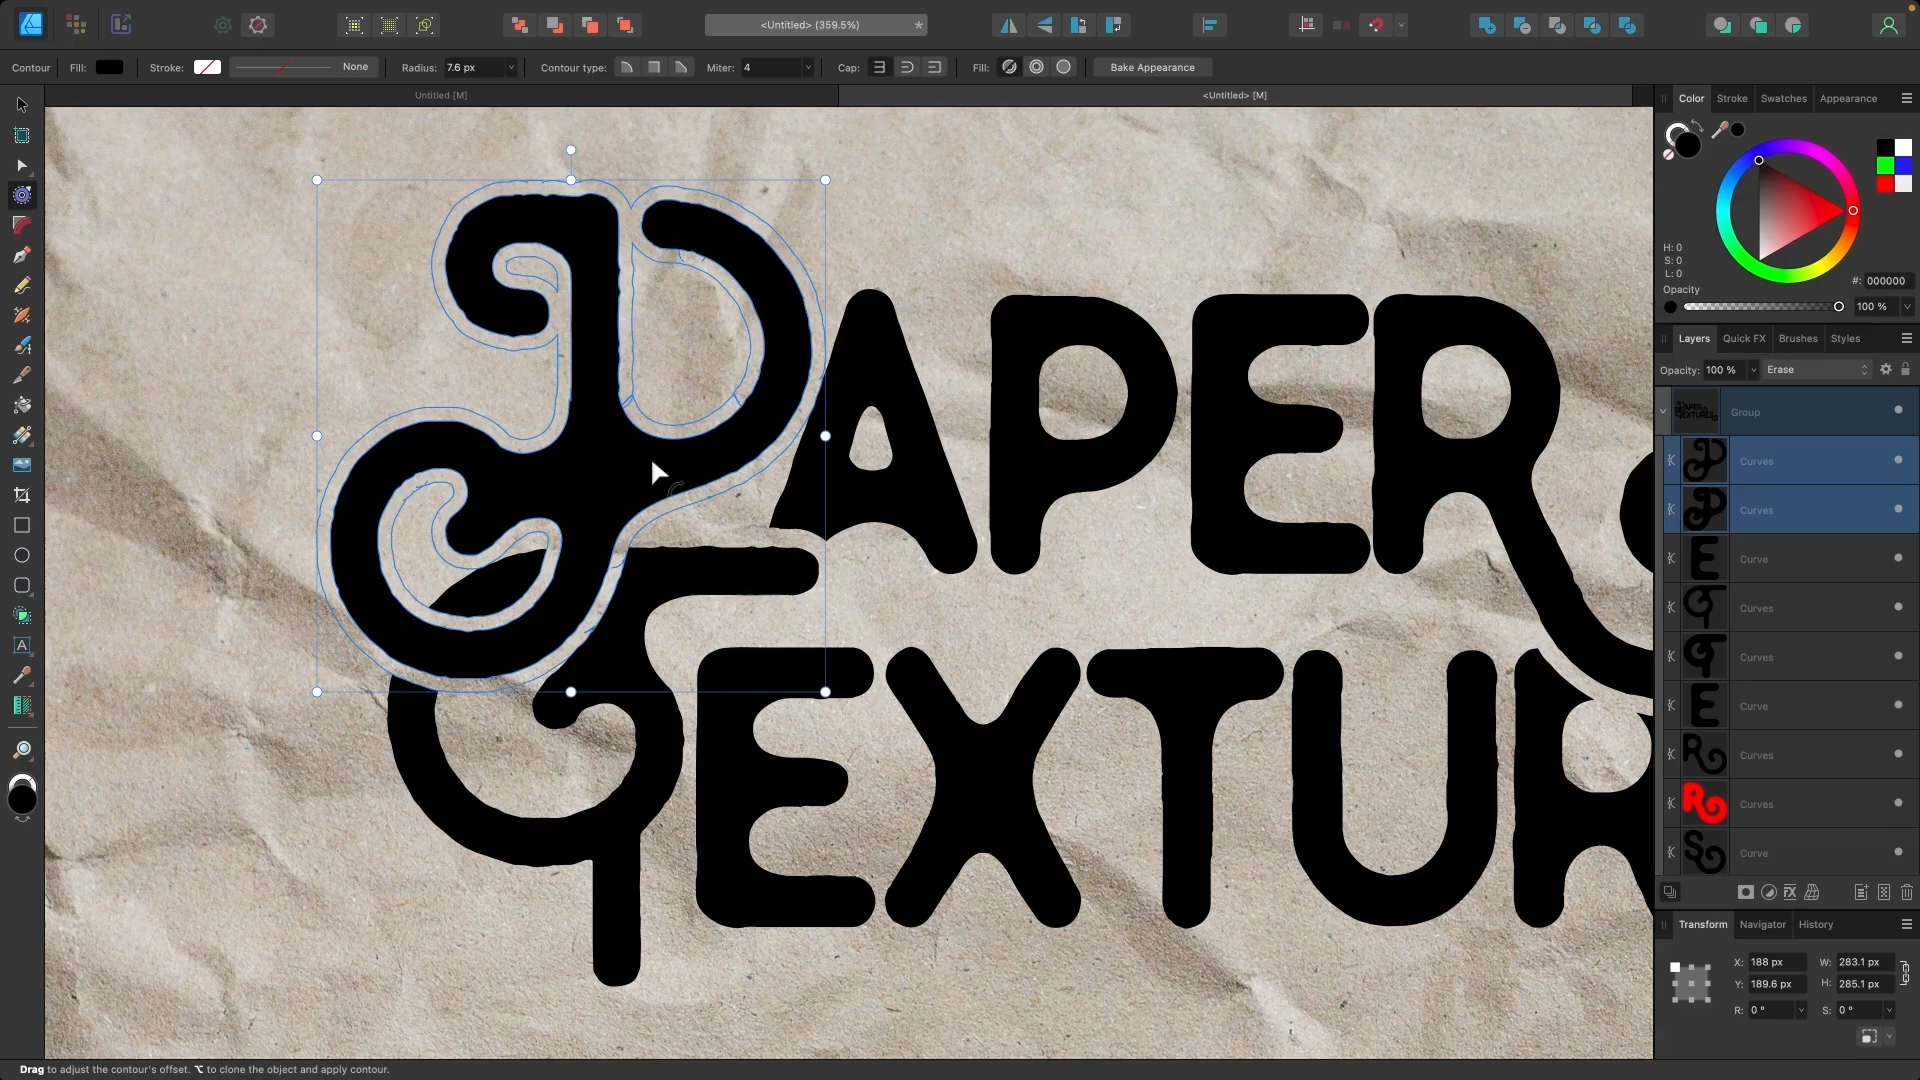 <Untitled> (359.5%)
*
Contour
Fill:
Stroke:
None
Radius: 7.6 px
Contour type:
Miter: 4
Cap:
Fill:
Bake Appearance
Untitled [M]
<Untitled> [M]
Color
Stroke
Swatches
Appearance
H: 0
S: 0
L: 0
#: 000000
Opacity
100 %
Layers
Quick FX
Brushes
Styles
Opacity: 100 %
Erase
Group
Curves
Curves
Curve
Curves
Curves
Curve
Curves
Curves
Curve
PAPER
TEXTUR
Transform
Navigator
History
X: 188 px
W: 283.1 px
Y: 189.6 px
H: 285.1 px
R: 0 °
S: 0 °
Drag to adjust the contour's offset. ⌥ to clone the object and apply contour.